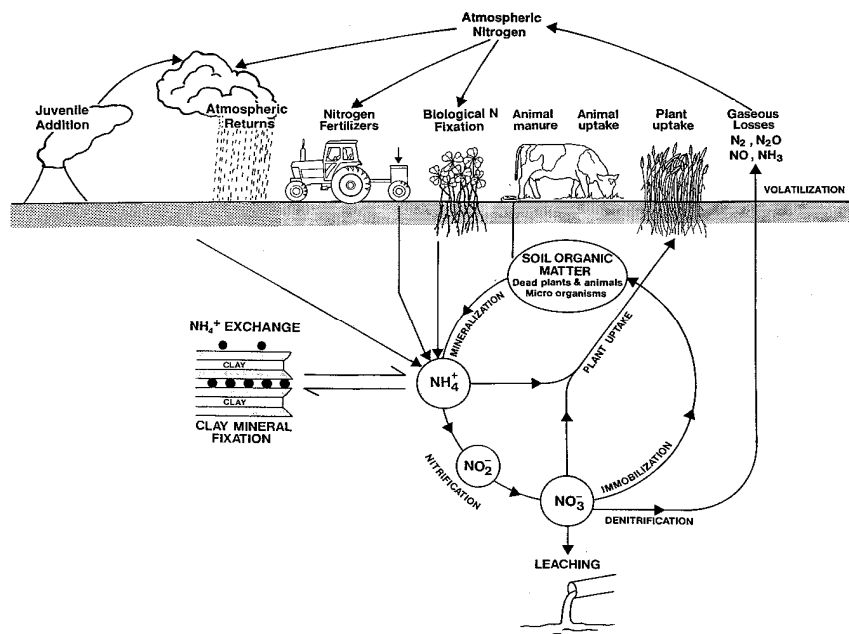 Atmospheric
Nitrogen
Juvenile
Addition
Atmospheric
Returns
Nitrogen
Fertilizers
Biological N
Fixation
Animal
manure
Animal
uptake
Plant
uptake
Gaseous
Losses
N₂ , N₂O
NO , NH₃
VOLATILIZATION
SOIL ORGANIC
MATTER
Dead plants & animals
Micro organisms
MINERALIZATION
PLANT UPTAKE
NH₄⁺ EXCHANGE
CLAY
CLAY
CLAY MINERAL
FIXATION
NH₄⁺
NITRIFICATION
NO₂⁻
NO₃⁻
IMMOBILIZATION
DENITRIFICATION
LEACHING